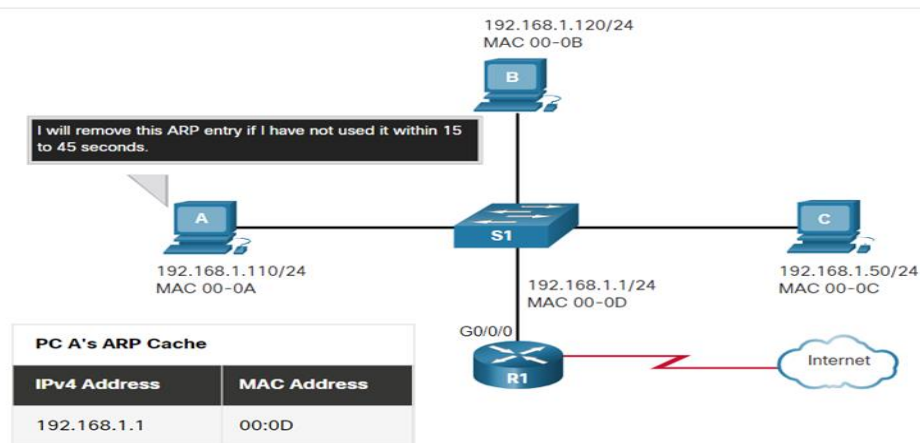 192.168.1.120/24
MAC 00-0B
B
I will remove this ARP entry if I have not used it within 15
to 45 seconds.
A
S1
C
192.168.1.110/24
MAC 00-0A
192.168.1.1/24
MAC 00-0D
192.168.1.50/24
MAC 00-0C
G0/0/0
R1
Internet
PC A's ARP Cache
IPv4 Address MAC Address
192.168.1.1 00:0D